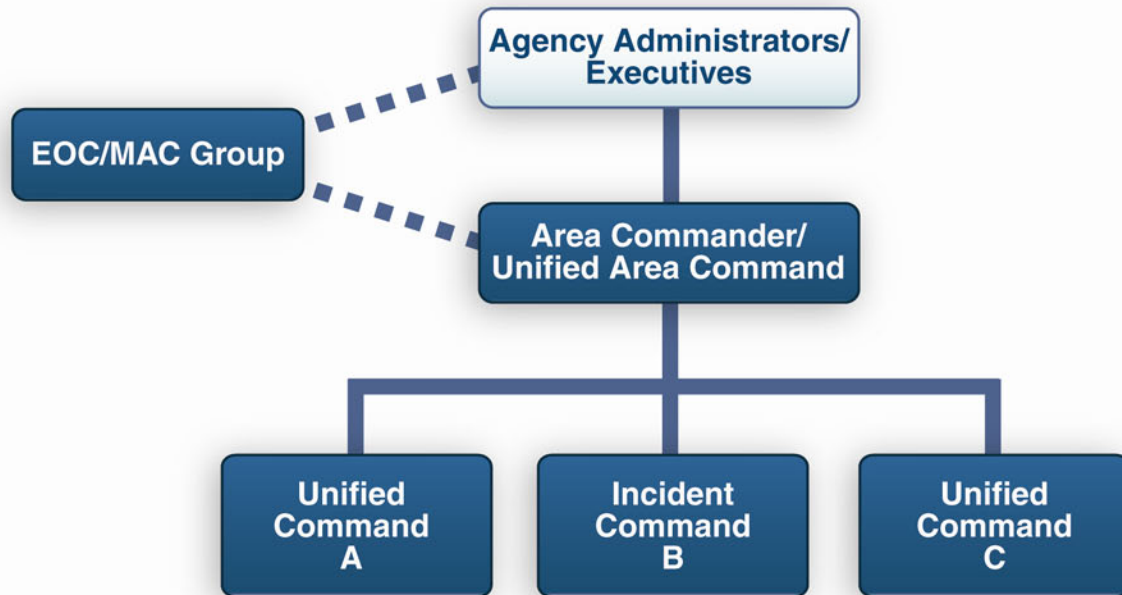 Agency Administrators/
Executives
EOC/MAC Group
Area Commander/
Unified Area Command
Unified
Command
A
Incident
Command
B
Unified
Command
C